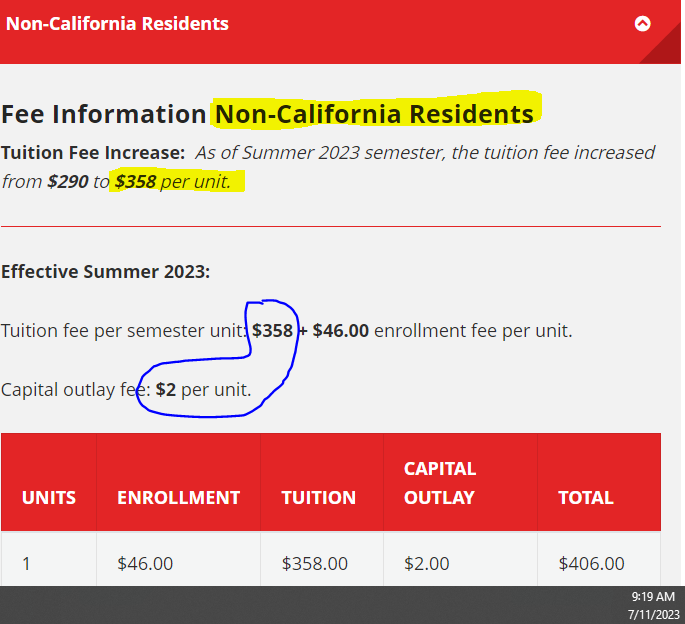 Non-California Residents
Fee Information Non-California Residents
Tuition Fee Increase: As of Summer 2023 semester, the tuition fee increased
from $290 to $358 per unit.
Effective Summer 2023:
Tuition fee per semester unit: $358 + $46.00 enrollment fee per unit.
Capital outlay fee: $2 per unit.
UNITS ENROLLMENT TUITION CAPITAL OUTLAY TOTAL
1 $46.00 $358.00 $2.00 $406.00
9:19 AM
7/11/2023